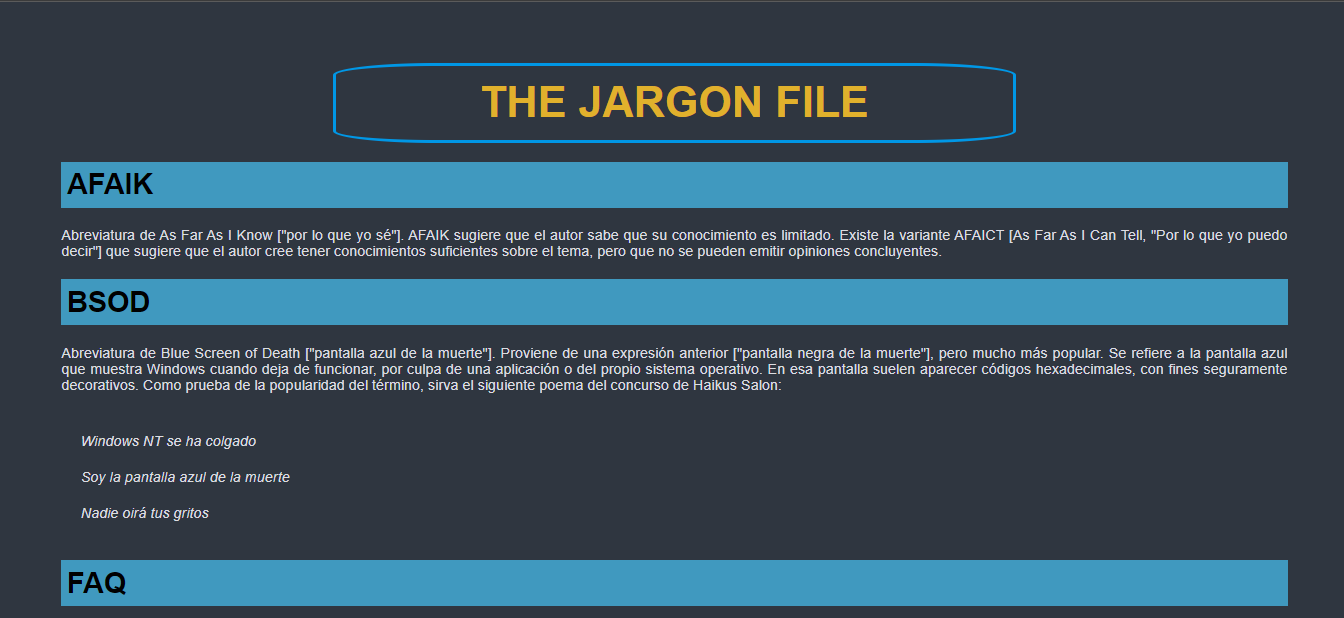 THE JARGON FILE
AFAIK
Abreviatura de As Far As I Know ["por lo que yo sé"]. AFAIK sugiere que el autor sabe que su conocimiento es limitado. Existe la variante AFAICT [As Far As I Can Tell, "Por lo que yo puedo
decir"] que sugiere que el autor cree tener conocimientos suficientes sobre el tema, pero que no se pueden emitir opiniones concluyentes.
BSOD
Abreviatura de Blue Screen of Death ["pantalla azul de la muerte"]. Proviene de una expresión anterior ["pantalla negra de la muerte"], pero mucho más popular. Se refiere a la pantalla azul
que muestra Windows cuando deja de funcionar, por culpa de una aplicación o del propio sistema operativo. En esa pantalla suelen aparecer códigos hexadecimales, con fines seguramente
decorativos. Como prueba de la popularidad del término, sirva el siguiente poema del concurso de Haikus Salon:
Windows NT se ha colgado
Soy la pantalla azul de la muerte
Nadie oirá tus gritos
FAQ